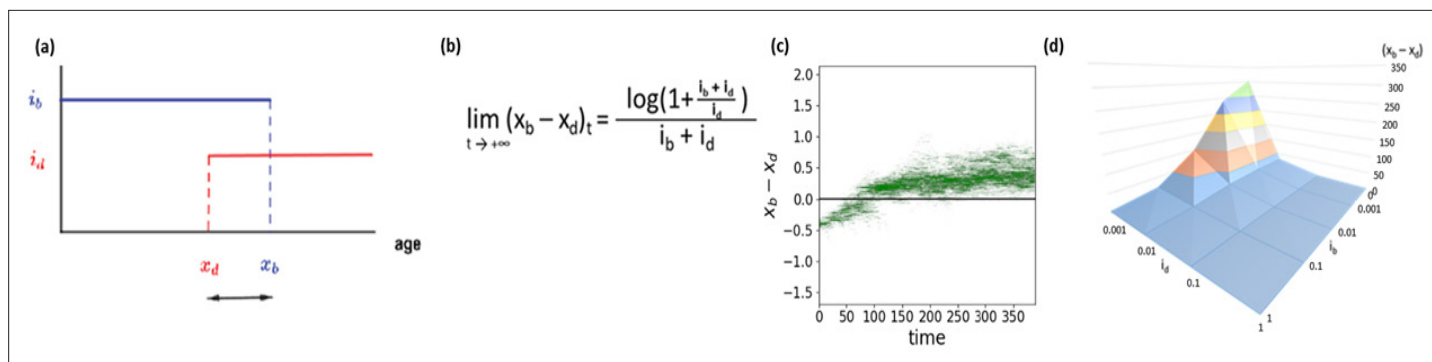 (a)
i_b
i_d
age
x_d
x_b
(b)
lim (x_b − x_d)_t = log(1+ (i_b + i_d)/i_d ) / (i_b + i_d)
t → +∞
(c)
2.0
1.5
1.0
0.5
0.0
−0.5
−1.0
−1.5
x_b − x_d
0 50 100 150 200 250 300 350
time
(d)
(x_b − x_d)
350
300
250
200
150
100
50
0
0.001
0.01
0.1
1
i_d
0
0.001
0.01
0.1
1
i_b